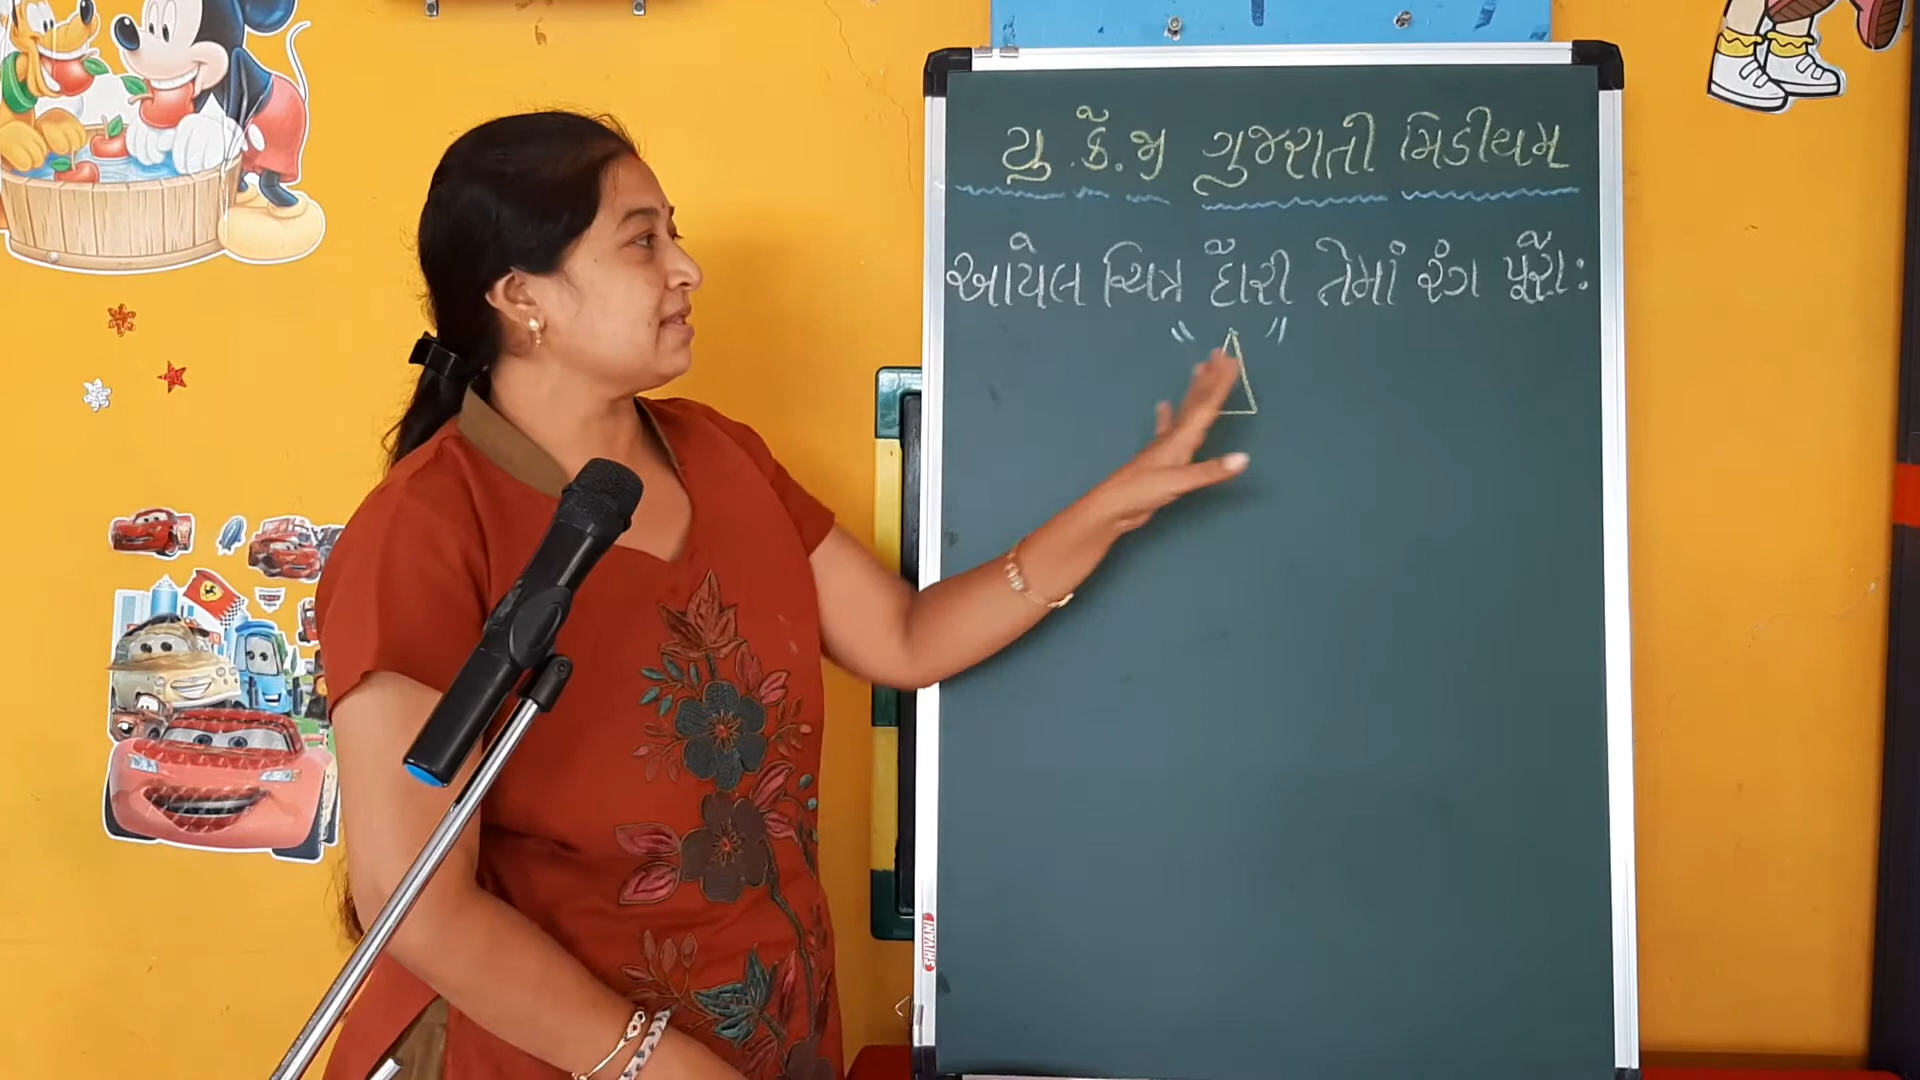 યુ.કે.જી ગુજરાતી મિડીયમ
આપેલ ચિત્ર દોરી તેમાં રંગ પૂરો:
SHIVANI